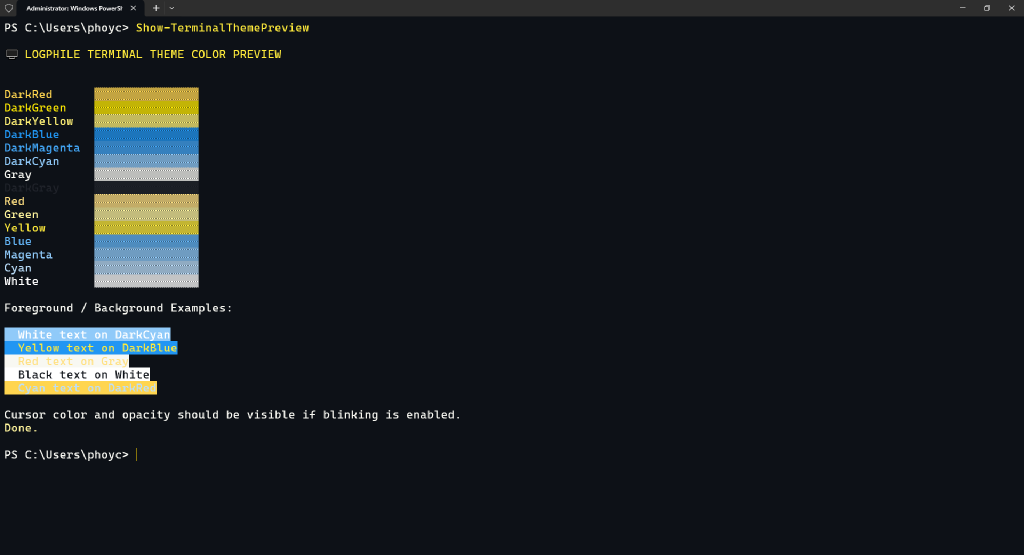 Administrator: Windows PowerSh
PS C:\Users\phoyc> Show-TerminalThemePreview
LOGPHILE TERMINAL THEME COLOR PREVIEW
DarkRed
DarkGreen
DarkYellow
DarkBlue
DarkMagenta
DarkCyan
Gray
DarkGray
Red
Green
Yellow
Blue
Magenta
Cyan
White
Foreground / Background Examples:
White text on DarkCyan
Yellow text on DarkBlue
Red text on Gray
Black text on White
Cyan text on DarkRed
Cursor color and opacity should be visible if blinking is enabled.
Done.
PS C:\Users\phoyc>